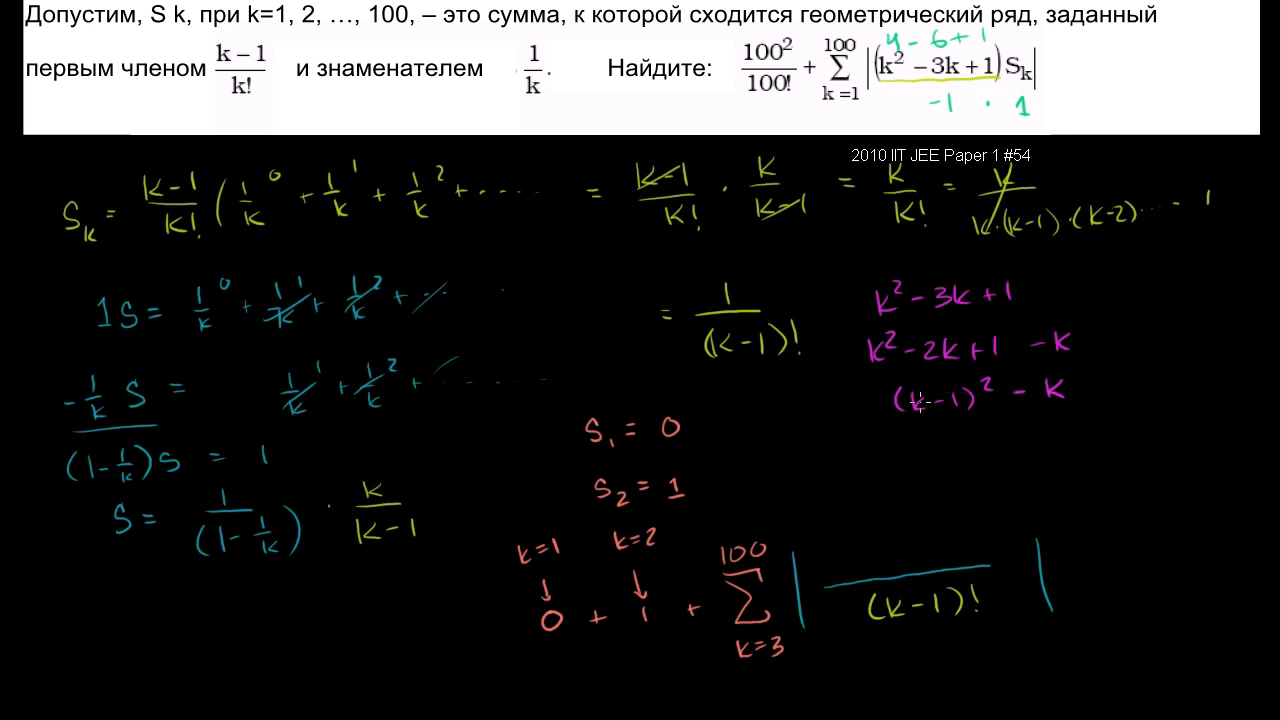 Допустим, S k, при k=1, 2, …, 100, – это сумма, к которой сходится геометрический ряд, заданный
первым членом (k – 1)/k! и знаменателем 1/k. Найдите: 100²/100! + ∑_{k=1}^{100} |(k² – 3k + 1) S_k|
4 – 6 + 1
-1 · 1
2010 IIT JEE Paper 1 #54
S_k = (k-1)/k! (1/k^0 + 1/k^1 + 1/k^2 + ..... = (k-1)/k! · k/(k-1) = k/k! = k/(k·(k-1)·(k-2)..... 1
1S = 1/k^0 + 1/k^1 + 1/k^2 + ...
= 1/(k-1)!
k² - 3k + 1
k² - 2k + 1 - k
(k-1)² - k
-1/k S = 1/k^1 + 1/k^2 + ......
(1-1/k)S = 1
S = 1/(1-1/k) · k/(k-1)
S_1 = 0
S_2 = 1
k=1 k=2
↓ ↓
0 + 1 + ∑_{k=3}^{100} | /(k-1)! |